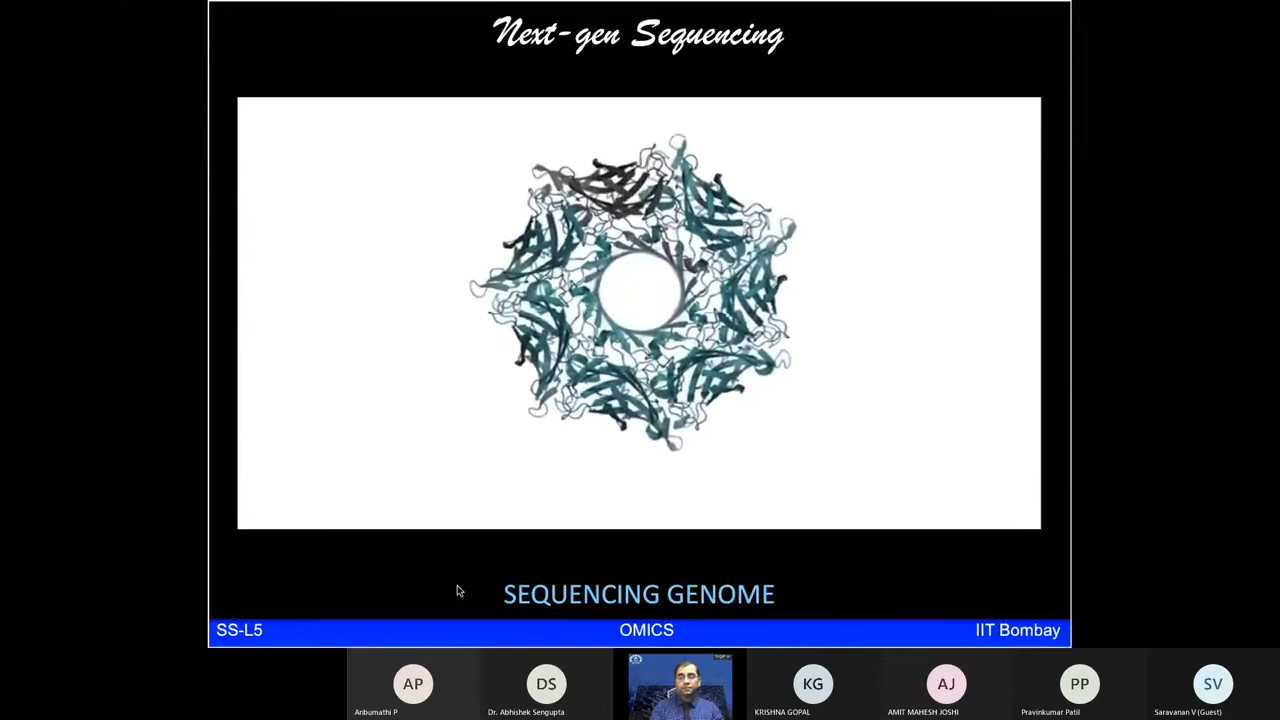 Next-gen Sequencing
SEQUENCING GENOME
SS-L5
OMICS
IIT Bombay
AP
DS
KG
AJ
PP
SV
Anbumathi P
Dr. Abhishek Sengupta
KRISHNA GOPAL
AMIT MAHESH JOSHI
Pravinkumar Patil
Saravanan V (Guest)